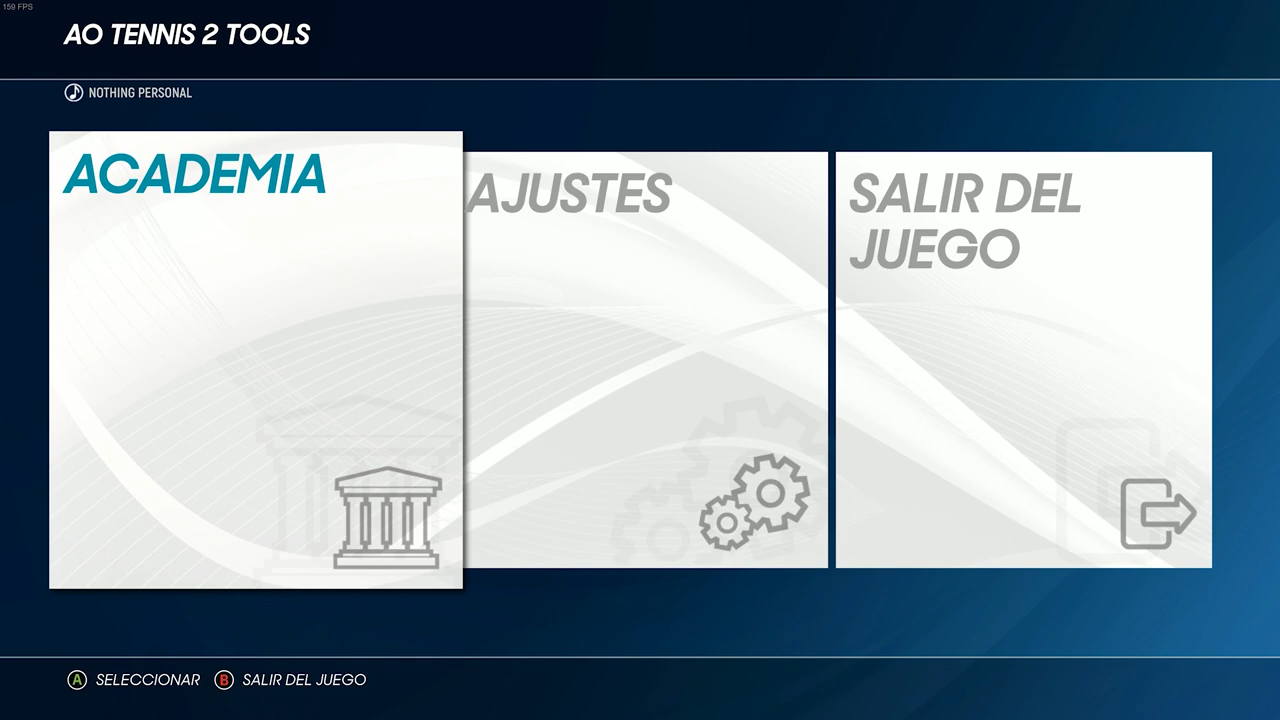 159 FPS
AO TENNIS 2 TOOLS
NOTHING PERSONAL
ACADEMIA
AJUSTES
SALIR DEL
JUEGO
A SELECCIONAR B SALIR DEL JUEGO